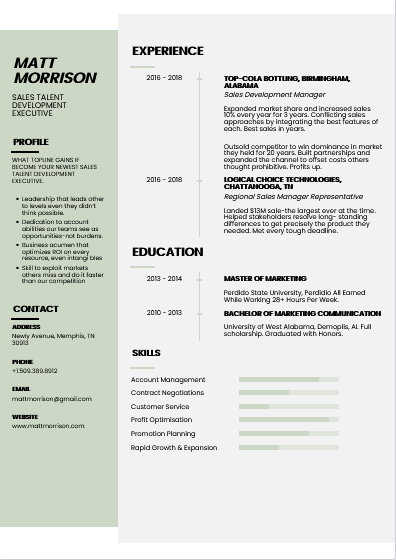 MATT
MORRISON
SALES TALENT
DEVELOPMENT
EXECUTIVE
PROFILE
WHAT TOPLINE GAINS IF
BECOME YOUR NEWEST SALES
TALENT DEVELOPMENT
EXECUTIVE.
• Leadership that leads other
to levels even they didn't
think possible.
• Dedication to account
abilities our teams see as
opportunities-not burdens.
• Business acumen that
optimizes ROI on every
resource, even intangibles
• Skill to exploit markets
others miss and do it faster
than our competition
CONTACT
ADDRESS
Newly Avenue, Memphis, TN
30913
PHONE
+1.509.389.8912
EMAIL
mattmorrison@gmail.com
WEBSITE
www.mattmorrison.com
EXPERIENCE
2016 - 2018
TOP-COLA BOTTLING, BIRMINGHAM,
ALABAMA
Sales Development Manager
Expanded market share and increased sales
10% every year for 3 years. Conflicting sales
approaches by integrating the best features of
each. Best sales in years.
Outsold competitor to win dominance in market
they held for 20 years. Built partnerships and
expanded the channel to offset costs others
thought prohibitive. Profits up.
2016 - 2018
LOGICAL CHOICE TECHNOLOGIES,
CHATTANOOGA, TN
Regional Sales Manager Representative
Landed $13M sale-the largest ever at the time.
Helped stakeholders resolve long- standing
differences to get precisely the product they
needed. Met every tough deadline.
EDUCATION
2013 - 2014
MASTER OF MARKETING
Perdido State University, Perdidio All Earned
While Working 28+ Hours Per Week.
2010 - 2013
BACHELOR OF MARKETING COMMUNICATION
University of West Alabama, Demoplis, Al. Full
scholarship. Graduated with Honors.
SKILLS
Account Management
Contract Negotiations
Customer Service
Profit Optimisation
Promotion Planning
Rapid Growth & Expansion